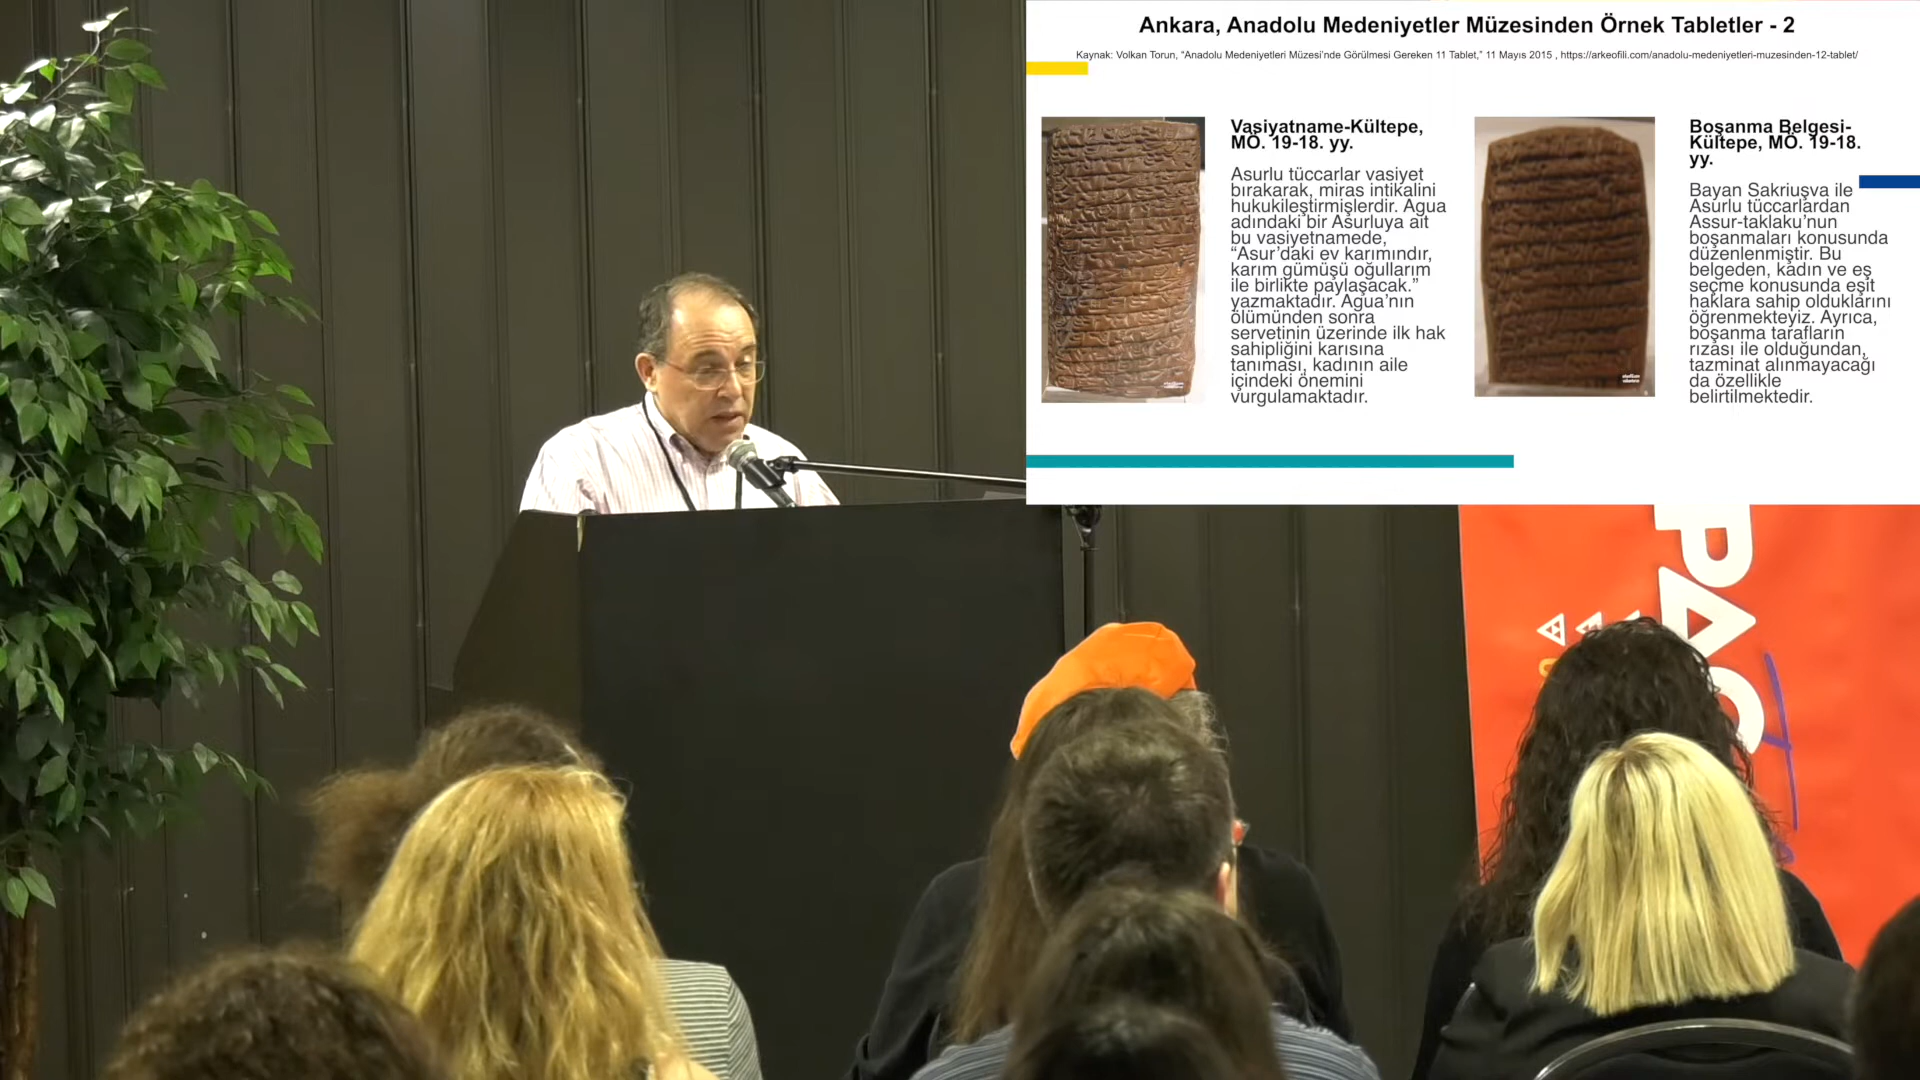 Ankara, Anadolu Medeniyetler Müzesinden Örnek Tabletler - 2
Kaynak: Volkan Torun, “Anadolu Medeniyetleri Müzesi’nde Görülmesi Gereken 11 Tablet,” 11 Mayıs 2015 , https://arkeofili.com/anadolu-medeniyetleri-muzesinden-12-tablet/
Vasiyatname-Kültepe,
MÖ. 19-18. yy.
Asurlu tüccarlar vasiyet
bırakarak, miras intikalini
hukukileştirmişlerdir. Agua
adındaki bir Asurluya ait
bu vasiyetnamede,
“Asur’daki ev karımındır,
karım gümüşü oğullarım
ile birlikte paylaşacak.”
yazmaktadır. Agua’nın
ölümünden sonra
servetinin üzerinde ilk hak
sahipliğini karısına
tanıması, kadının aile
içindeki önemini
vurgulamaktadır.
Boşanma Belgesi-
Kültepe, MÖ. 19-18.
yy.
Bayan Sakriuşva ile
Asurlu tüccarlardan
Assur-taklaku’nun
boşanmaları konusunda
düzenlenmiştir. Bu
belgeden, kadın ve eş
seçme konusunda eşit
haklara sahip olduklarını
öğrenmekteyiz. Ayrıca,
boşanma tarafların
rızası ile olduğundan,
tazminat alınmayacağı
da özellikle
belirtilmektedir.
PAC